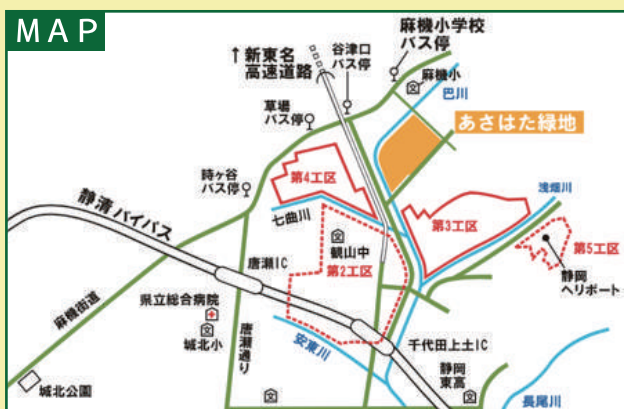 MAP
↑新東名
高速道路
谷津口
バス停
麻機小学校
バス停
麻機小
巴川
草場
バス停
あさはた緑地
時ヶ谷
バス停
第4工区
七曲川
浅畑川
静清バイパス
第3工区
第5工区
観山中
第2工区
唐瀬IC
静岡
ヘリポート
県立総合病院
城北小
麻機街道
唐瀬通り
安東川
千代田上土IC
静岡
東高
城北公園
長尾川